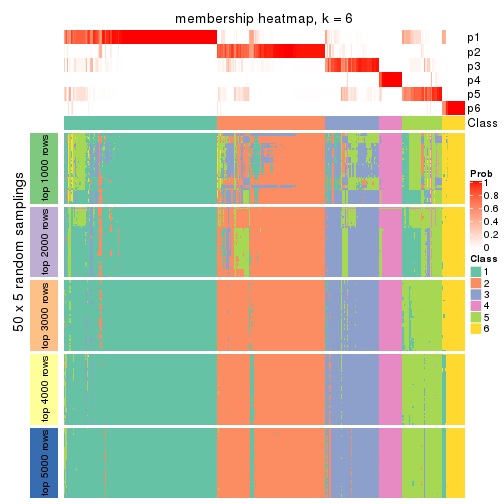 membership heatmap, k = 6
p1
p2
p3
p4
p5
p6
Class
50 x 5 random samplings
top 1000 rows
top 2000 rows
top 3000 rows
top 4000 rows
top 5000 rows
Prob
1
0.8
0.6
0.4
0.2
0
Class
1
2
3
4
5
6